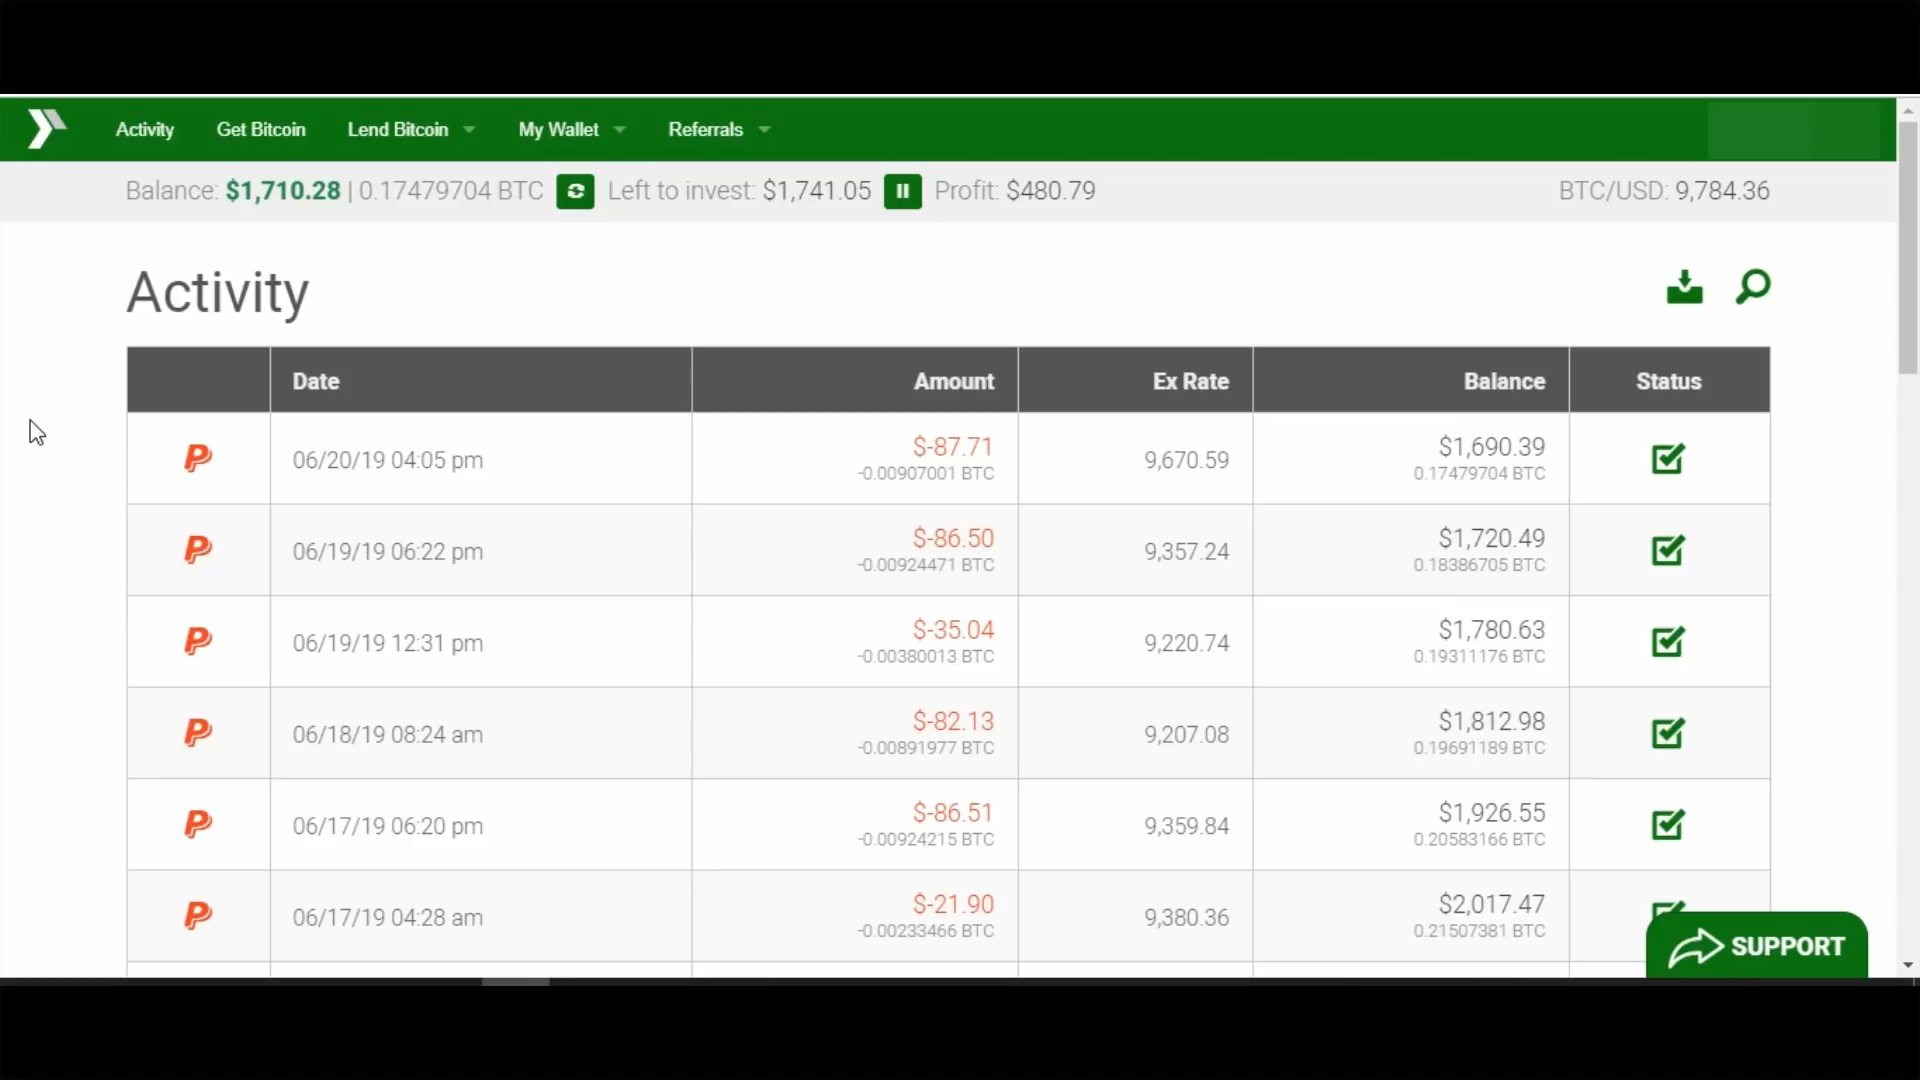 Activity Get Bitcoin Lend Bitcoin My Wallet Referrals
Balance: $1,710.28 | 0.17479704 BTC Left to invest: $1,741.05 Profit: $480.79 BTC/USD: 9,784.36
Activity
Date Amount Ex Rate Balance Status
06/20/19 04:05 pm $-87.71 9,670.59 $1,690.39
-0.00907001 BTC 0.17479704 BTC
06/19/19 06:22 pm $-86.50 9,357.24 $1,720.49
-0.00924471 BTC 0.18386705 BTC
06/19/19 12:31 pm $-35.04 9,220.74 $1,780.63
-0.00380013 BTC 0.19311176 BTC
06/18/19 08:24 am $-82.13 9,207.08 $1,812.98
-0.00891977 BTC 0.19691189 BTC
06/17/19 06:20 pm $-86.51 9,359.84 $1,926.55
-0.00924215 BTC 0.20583166 BTC
06/17/19 04:28 am $-21.90 9,380.36 $2,017.47
-0.00233466 BTC 0.21507381 BTC
SUPPORT